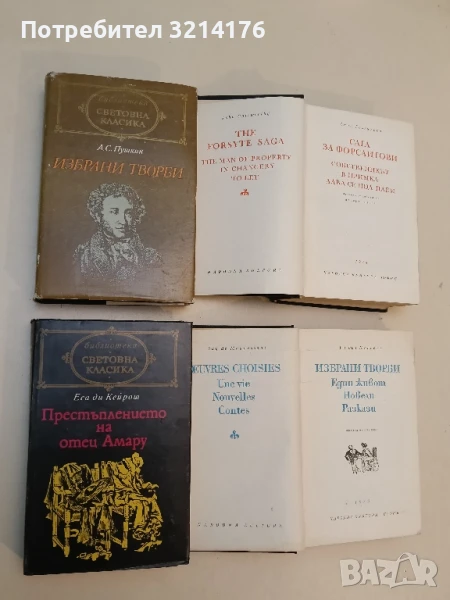 Потребител 3214176
Библиотека
СВЕТОВНА
КЛАСИКА
А.С. Пушкин
ИЗБРАНИ ТВОРБИ
THE
FORSYTE SAGA
THE MAN OF PROPERTY
IN CHANCERY
TO LET
САГА
ЗА ФОРСАЙТОВИ
СОБСТВЕНИКЪТ
В ПРИМКА
ДАВА СЕ ПОД НАЕМ
Библиотека
СВЕТОВНА
КЛАСИКА
Еса ди Кейрош
Престъплението
на
отец Амару
ŒUVRES CHOISIES
Une vie
Nouvelles
Contes
ИЗБРАНИ ТВОРБИ
Един живот
Новели
Разкази
BAZAR